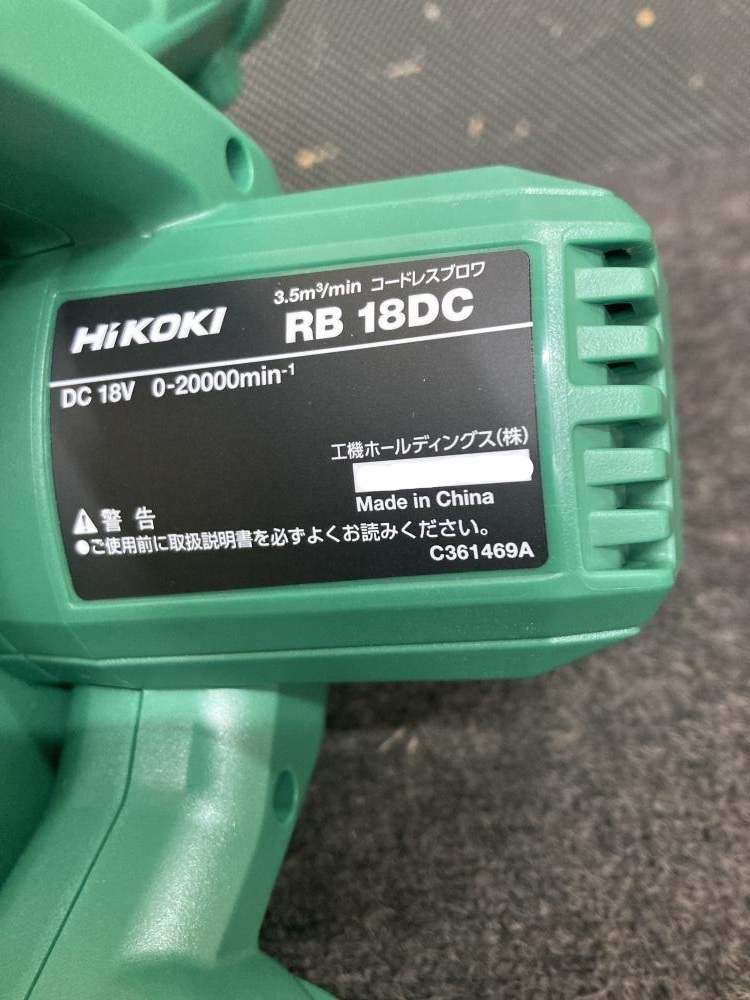 3.5m³/min コードレスブロワ
HiKOKI RB 18DC
DC 18V 0-20000min⁻¹
工機ホールディングス(株)
Made in China
警告
●ご使用前に取扱説明書を必ずよくお読みください。
C361469A